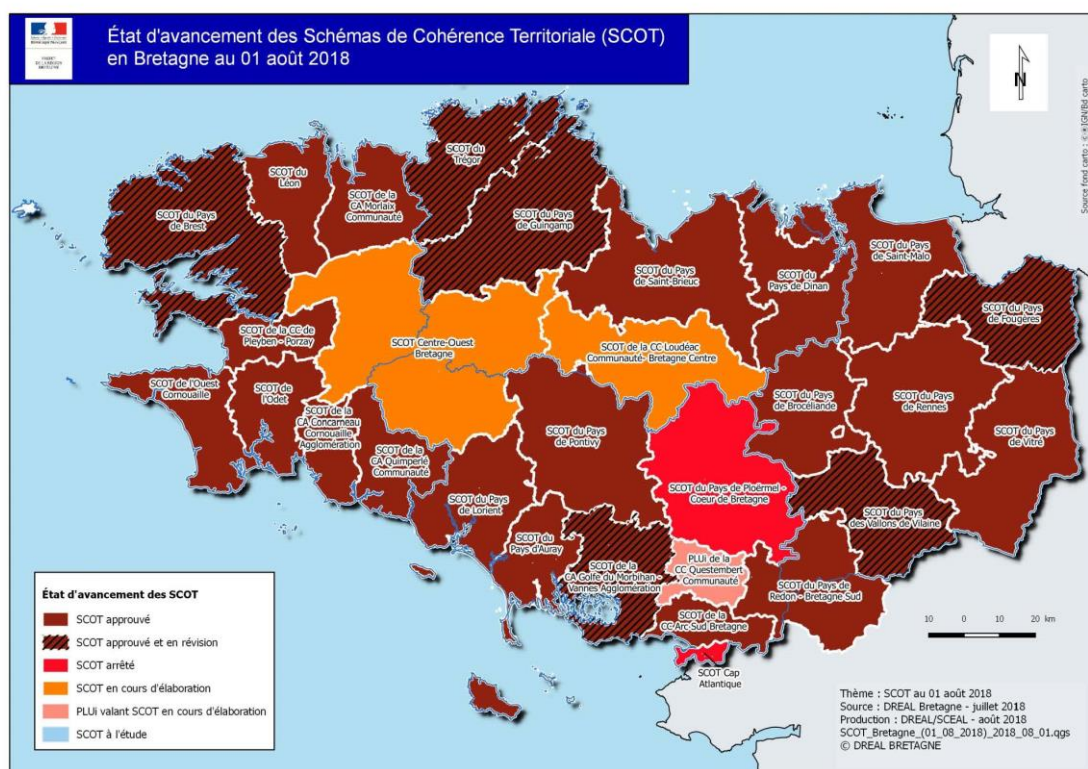 État d'avancement des Schémas de Cohérence Territoriale (SCOT)
en Bretagne au 01 août 2018
N
Source fond carto :
SCOT du
Trégor
SCOT du
Léon
SCOT de la
CA Morlaix
Communauté
SCOT du Pays
de Brest
SCOT du Pays
de Guingamp
SCOT du Pays
de Saint-Malo
SCOT du Pays
de Saint-Brieuc
SCOT du
Pays de Dinan
SCOT du Pays
de Fougères
SCOT de la CC de
Pleyben - Porzay
SCOT Centre-Ouest
Bretagne
SCOT de la CC Loudéac
Communauté- Bretagne Centre
SCOT de l'Ouest
Cornouaille
SCOT de
l'Odet
SCOT de la
CA Concarneau
Cornouaille
Agglomération
SCOT de la
CA Quimperlé
Communauté
SCOT du Pays
de Pontivy
SCOT du Pays
de Brocéliande
SCOT du Pays
de Rennes
SCOT du Pays
de Vitré
SCOT du Pays de Ploërmel -
Coeur de Bretagne
SCOT du Pays
de Lorient
SCOT du Pays
des Vallons de Vilaine
SCOT du
Pays d'Auray
SCOT de la
CA Golfe du Morbihan -
Vannes Agglomération
PLUi de la
CC Questembert
Communauté
SCOT du Pays de
Redon - Bretagne Sud
SCOT de la
CC Arc Sud Bretagne
SCOT Cap
Atlantique
État d'avancement des SCOT
SCOT approuvé
SCOT approuvé et en révision
SCOT arrêté
SCOT en cours d'élaboration
PLUi valant SCOT en cours d'élaboration
SCOT à l'étude
10 0 10 20 km
Thème : SCOT au 01 août 2018
Source : DREAL Bretagne - juillet 2018
Production : DREAL/SCEAL - août 2018
SCOT_Bretagne_(01_08_2018)_2018_08_01.qgs
© DREAL BRETAGNE